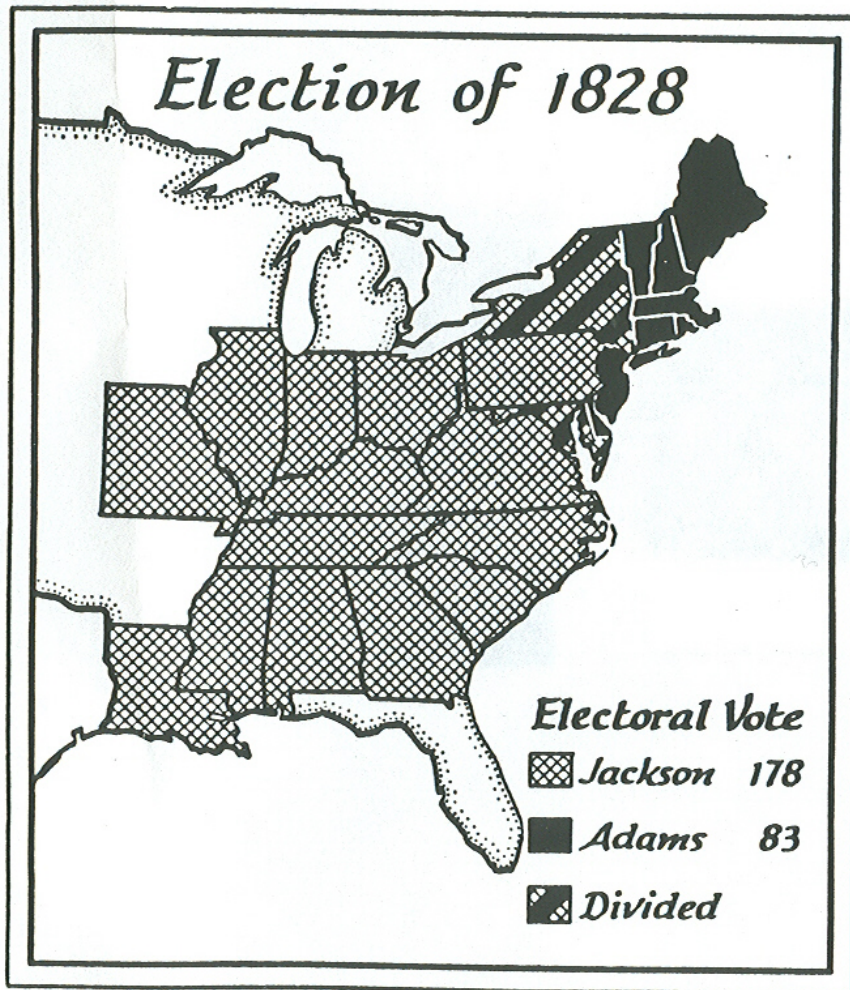 Election of 1828
Electoral Vote
Jackson 178
Adams 83
Divided